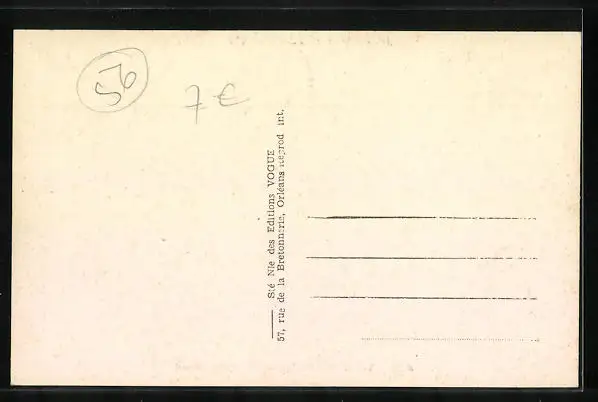 56
7 €
Sté Nle des Editions VOGUE
57, rue de la Bretonnerie, Orléans Reprod int.